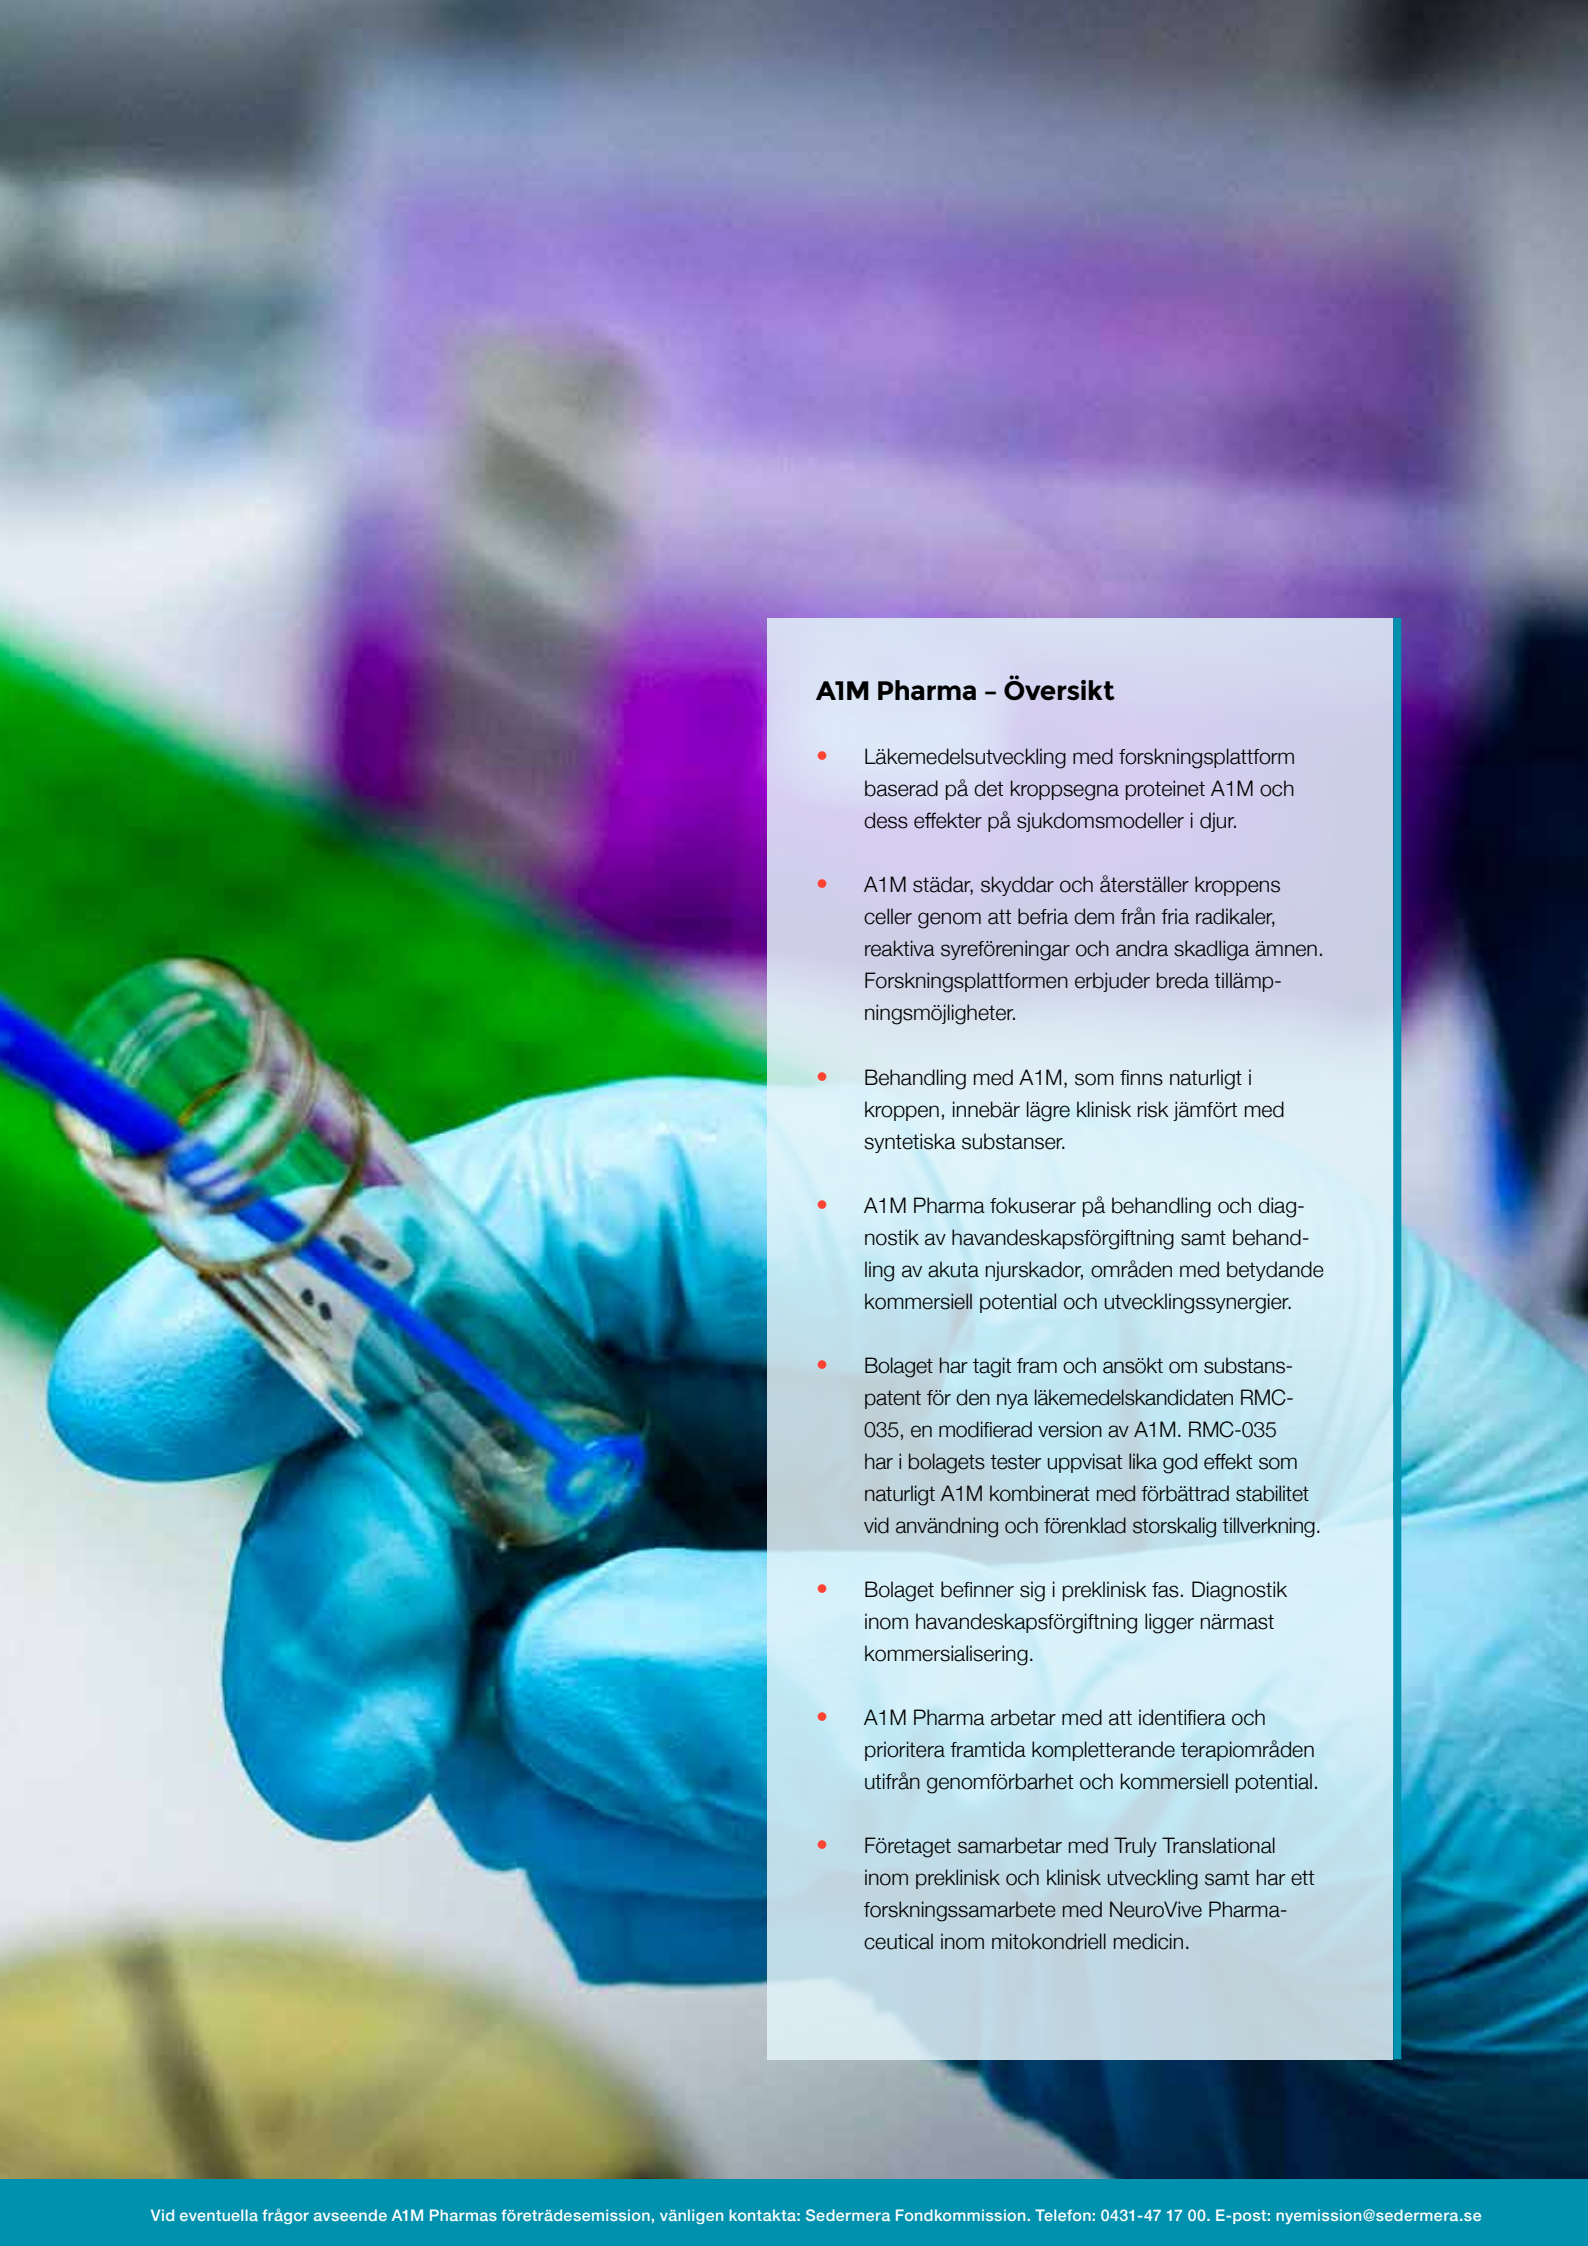 A1M Pharma – Översikt
• Läkemedelsutveckling med forskningsplattform
baserad på det kroppsegna proteinet A1M och
dess effekter på sjukdomsmodeller i djur.
• A1M städar, skyddar och återställer kroppens
celler genom att befria dem från fria radikaler,
reaktiva syreföreningar och andra skadliga ämnen.
Forskningsplattformen erbjuder breda tillämp-
ningsmöjligheter.
• Behandling med A1M, som finns naturligt i
kroppen, innebär lägre klinisk risk jämfört med
syntetiska substanser.
• A1M Pharma fokuserar på behandling och diag-
nostik av havandeskapsförgiftning samt behand-
ling av akuta njurskador, områden med betydande
kommersiell potential och utvecklingssynergier.
• Bolaget har tagit fram och ansökt om substans-
patent för den nya läkemedelskandidaten RMC-
035, en modifierad version av A1M. RMC-035
har i bolagets tester uppvisat lika god effekt som
naturligt A1M kombinerat med förbättrad stabilitet
vid användning och förenklad storskalig tillverkning.
• Bolaget befinner sig i preklinisk fas. Diagnostik
inom havandeskapsförgiftning ligger närmast
kommersialisering.
• A1M Pharma arbetar med att identifiera och
prioritera framtida kompletterande terapiområden
utifrån genomförbarhet och kommersiell potential.
• Företaget samarbetar med Truly Translational
inom preklinisk och klinisk utveckling samt har ett
forskningssamarbete med NeuroVive Pharma-
ceutical inom mitokondriell medicin.
Vid eventuella frågor avseende A1M Pharmas företrädesemission, vänligen kontakta: Sedermera Fondkommission. Telefon: 0431-47 17 00. E-post: nyemission@sedermera.se